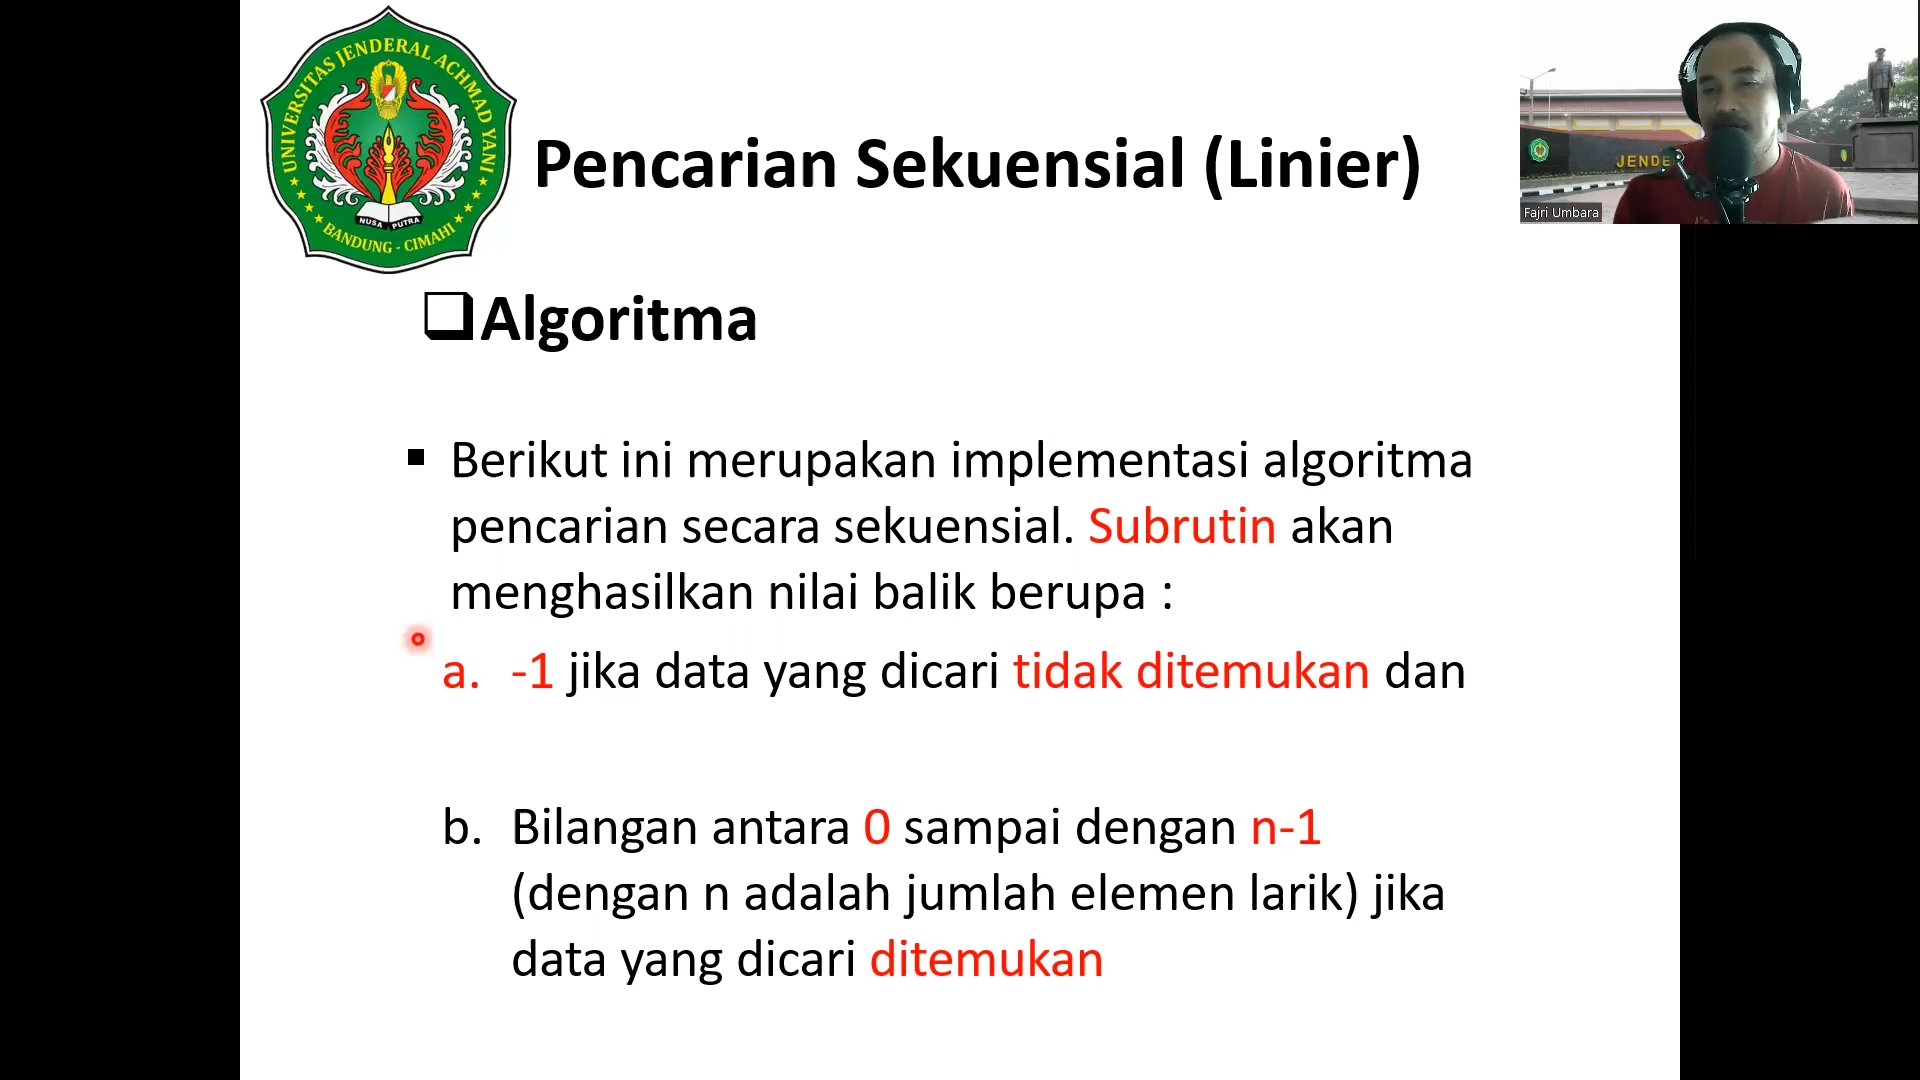 UNIVERSITAS JENDERAL ACHMAD YANI
NUSA PUTRA
BANDUNG - CIMAHI
Pencarian Sekuensial (Linier)
JENDE
Fajri Umbara
Algoritma
Berikut ini merupakan implementasi algoritma
pencarian secara sekuensial. Subrutin akan
menghasilkan nilai balik berupa :
a. -1 jika data yang dicari tidak ditemukan dan
b. Bilangan antara 0 sampai dengan n-1
(dengan n adalah jumlah elemen larik) jika
data yang dicari ditemukan